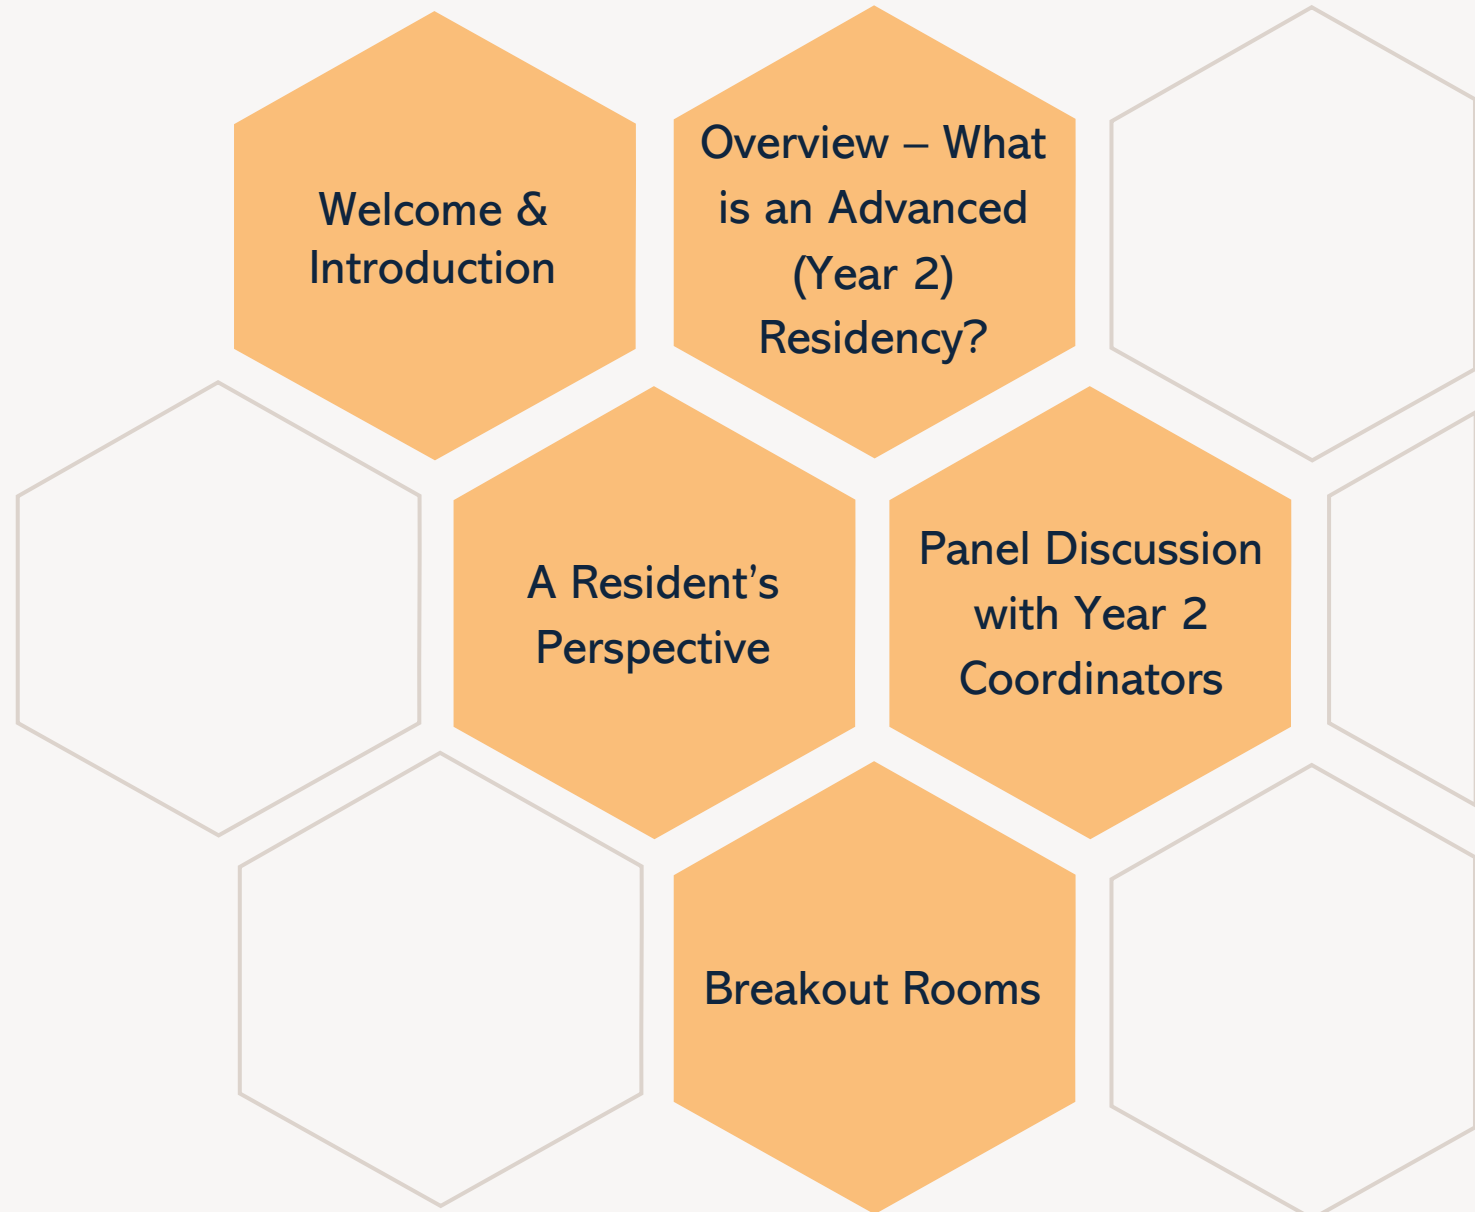 Welcome &
Introduction
Overview – What
is an Advanced
(Year 2)
Residency?
A Resident’s
Perspective
Panel Discussion
with Year 2
Coordinators
Breakout Rooms